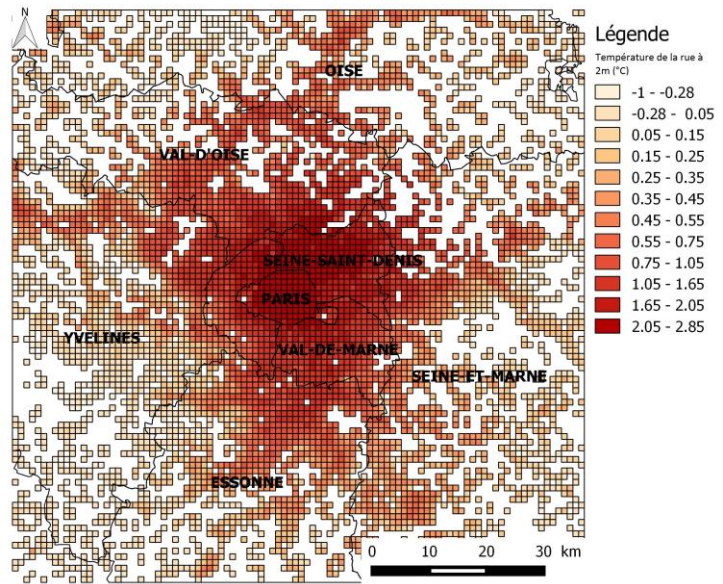 N
Légende
Température de la rue à
2m (°C)
-1 - -0.28
-0.28 - 0.05
0.05 - 0.15
0.15 - 0.25
0.25 - 0.35
0.35 - 0.45
0.45 - 0.55
0.55 - 0.75
0.75 - 1.05
1.05 - 1.65
1.65 - 2.05
2.05 - 2.85
OISE
VAL-D'OISE
SEINE-SAINT-DENIS
PARIS
YVELINES
VAL-DE-MARNE
SEINE-ET-MARNE
ESSONNE
0 10 20 30 km